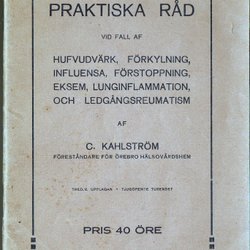 PRAKTISKA RÅD
VID FALL AF
HUFVUDVÄRK, FÖRKYLNING,
INFLUENSA, FÖRSTOPPNING,
EKSEM, LUNGINFLAMMATION,
OCH LEDGÅNGSREUMATISM
AF
C. KAHLSTRÖM
FÖRESTÅNDARE FÖR ÖREBRO HÄLSOVÅRDSHEM
TREDJE UPPLAGAN • TJUGOFEMTE TUSENDET
PRIS 40 ÖRE